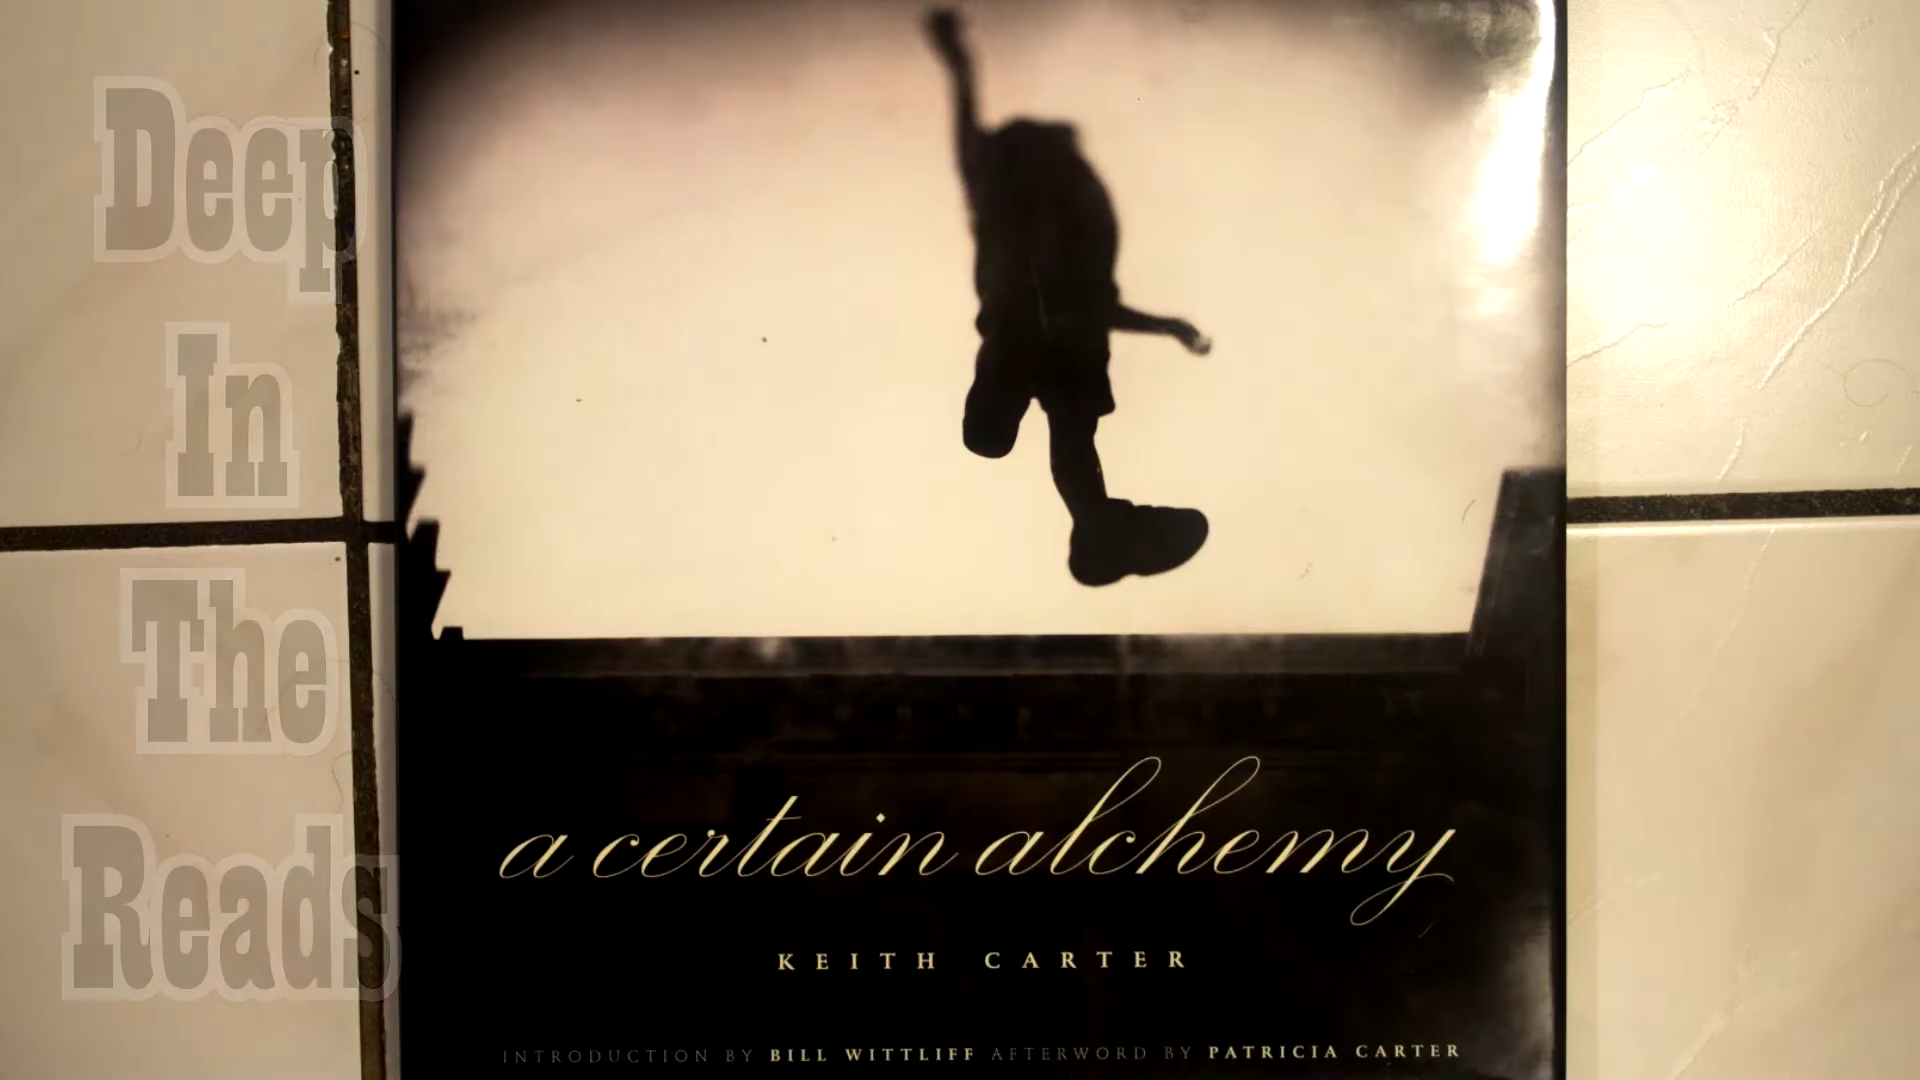 Deep
In
The
Reads
a certain alchemy
KEITH CARTER
INTRODUCTION BY BILL WITTLIFF AFTERWORD BY PATRICIA CARTER